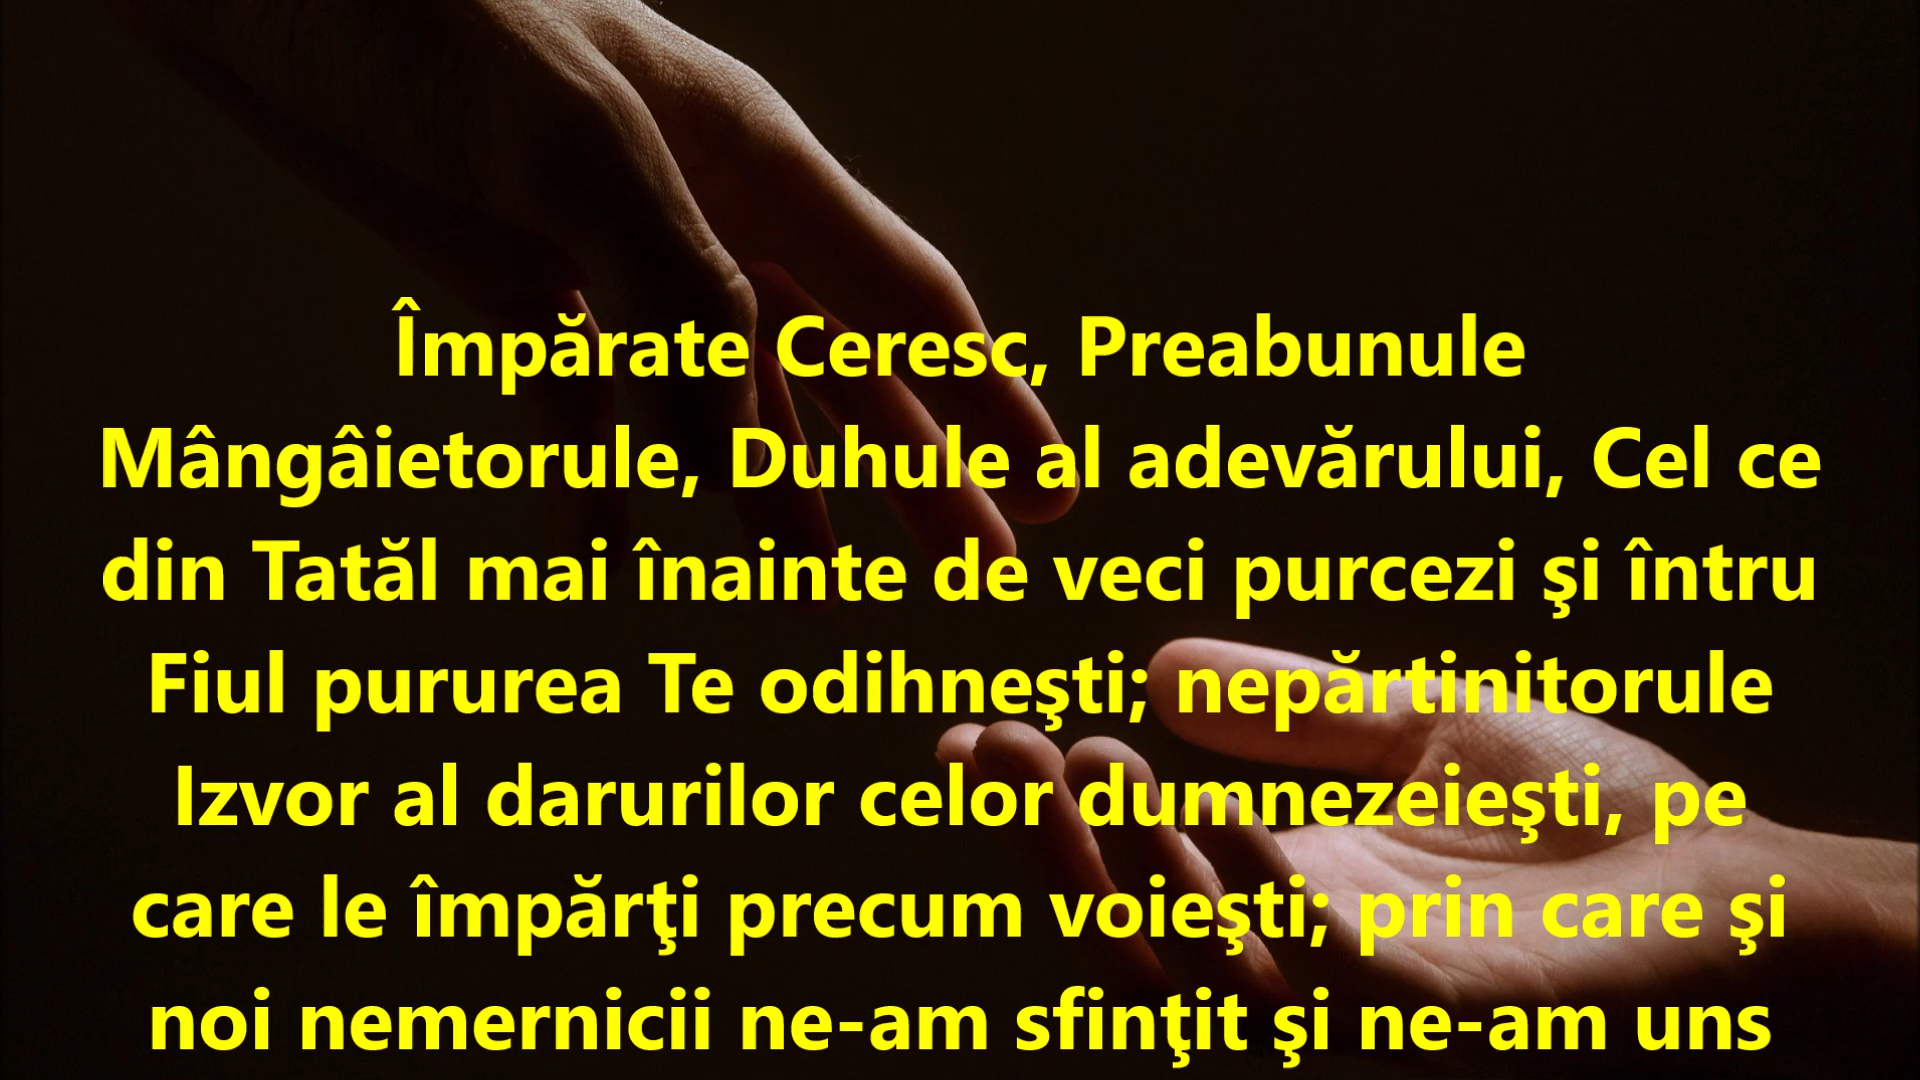 Împărate Ceresc, Preabunule
Mângâietorule, Duhule al adevărului, Cel ce
din Tatăl mai înainte de veci purcezi şi întru
Fiul pururea Te odihneşti; nepărtinitorule
Izvor al darurilor celor dumnezeieşti, pe
care le împărţi precum voieşti; prin care şi
noi nemernicii ne-am sfinţit şi ne-am uns